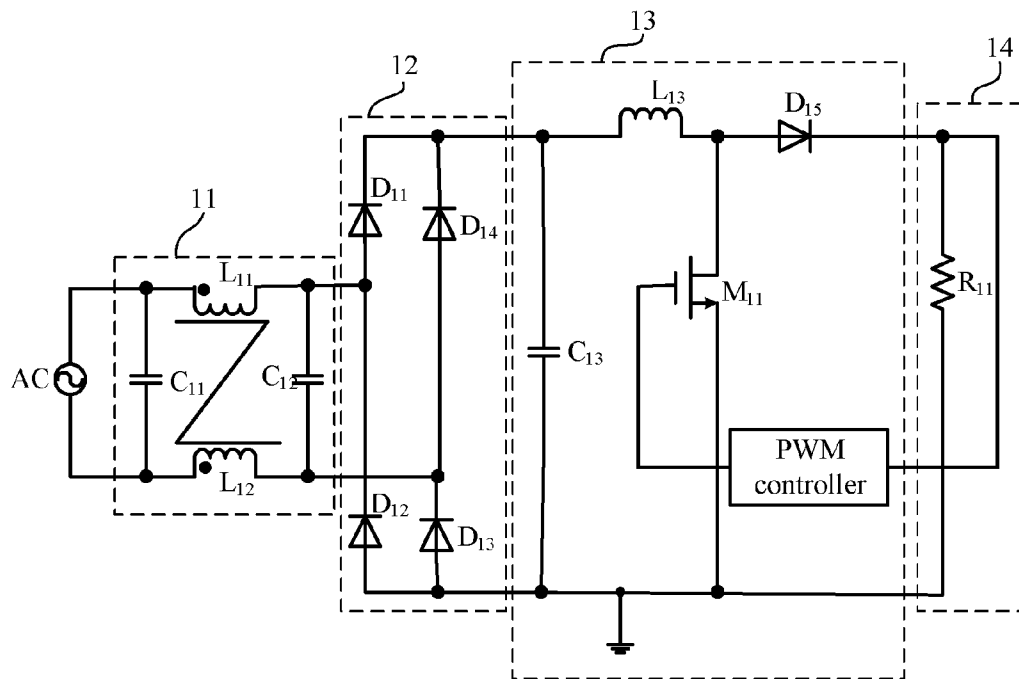 13
12
14
L₁₃
D₁₅
11
D₁₁
D₁₄
L₁₁
M₁₁
R₁₁
AC
C₁₁
C₁₂
C₁₃
PWM
controller
L₁₂
D₁₂
D₁₃